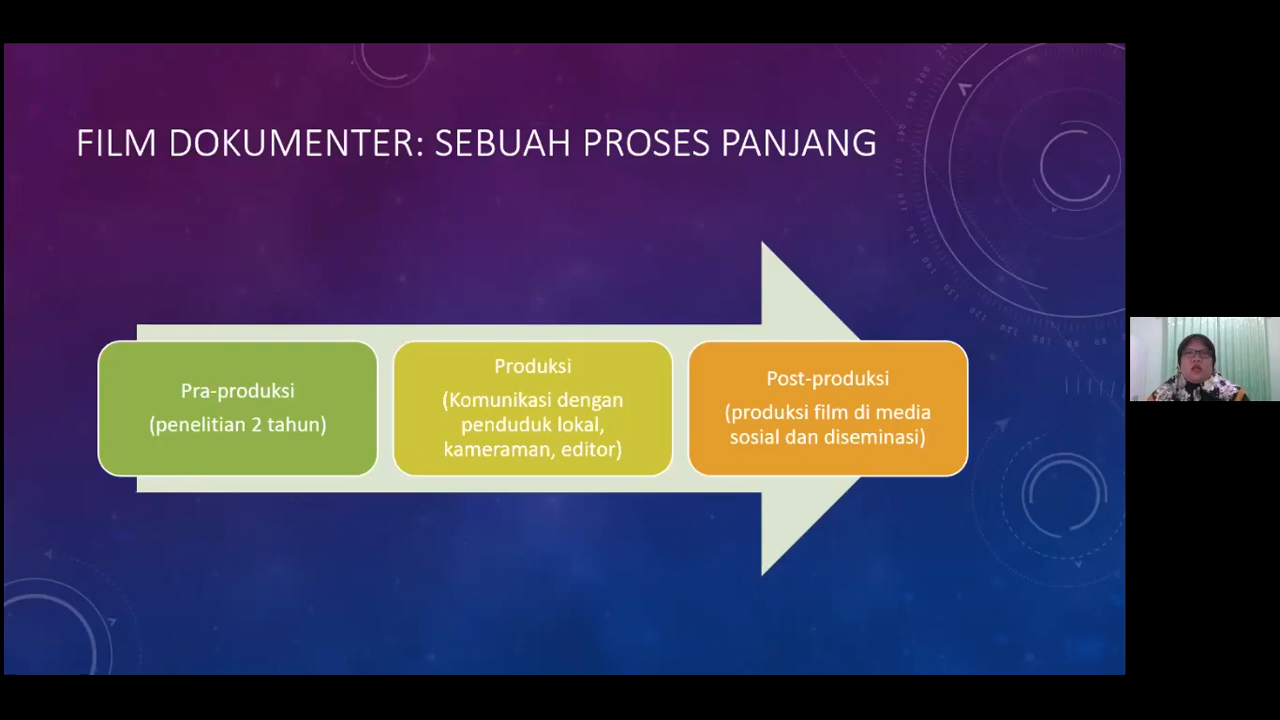 FILM DOKUMENTER: SEBUAH PROSES PANJANG
Pra-produksi
(penelitian 2 tahun)
Produksi
(Komunikasi dengan
penduduk lokal,
kameraman, editor)
Post-produksi
(produksi film di media
sosial dan diseminasi)